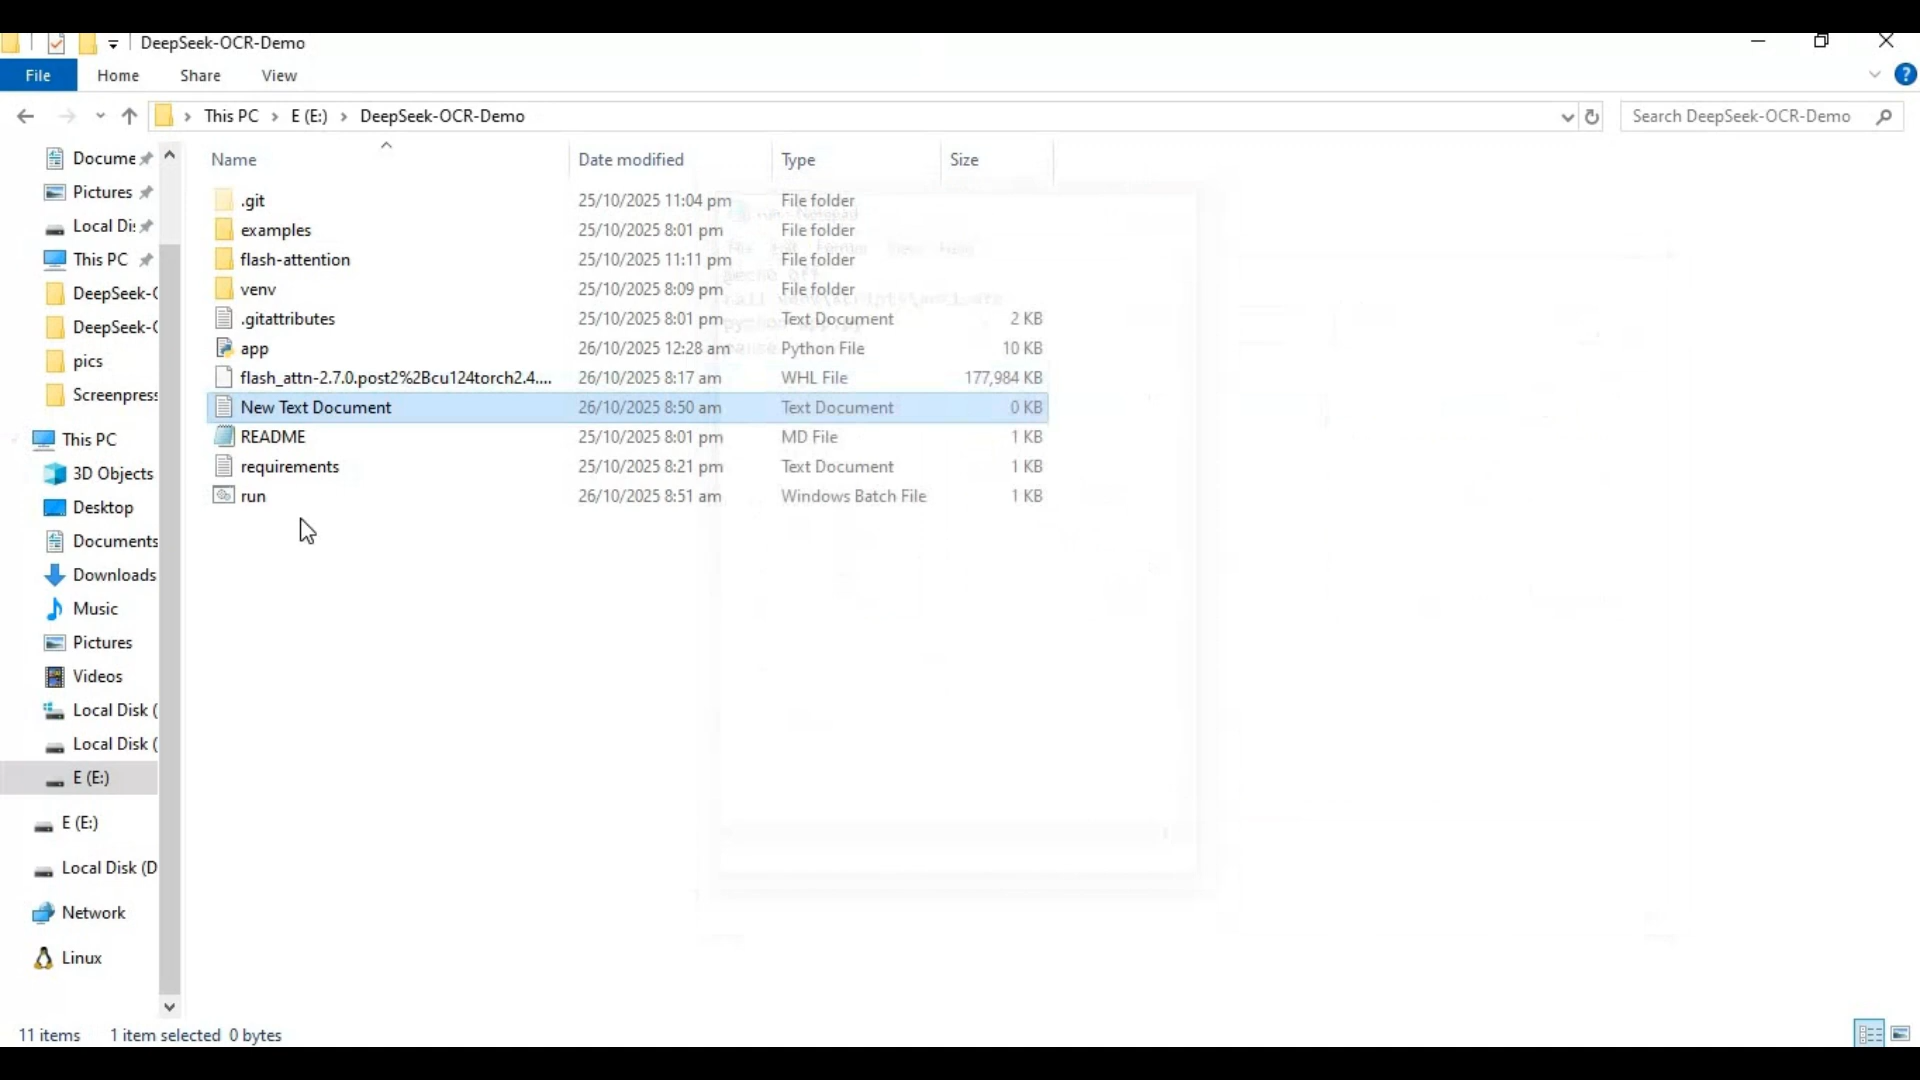 DeepSeek-OCR-Demo
File Home Share View
This PC E (E:) DeepSeek-OCR-Demo Search DeepSeek-OCR-Demo
Name Date modified Type Size
.git 25/10/2025 11:04 pm File folder
examples 25/10/2025 8:01 pm File folder
flash-attention 25/10/2025 11:11 pm File folder
venv 25/10/2025 8:09 pm File folder
.gitattributes 25/10/2025 8:01 pm Text Document 2 KB
app 26/10/2025 12:28 am Python File 10 KB
flash_attn-2.7.0.post2%2Bcu124torch2.4.... 26/10/2025 8:17 am WHL File 177,984 KB
New Text Document 26/10/2025 8:50 am Text Document 0 KB
README 25/10/2025 8:01 pm MD File 1 KB
requirements 25/10/2025 8:21 pm Text Document 1 KB
run 26/10/2025 8:51 am Windows Batch File 1 KB
Docume
Pictures
Local Di
This PC
DeepSeek-
DeepSeek-
pics
Screenpres
This PC
3D Objects
Desktop
Documents
Downloads
Music
Pictures
Videos
Local Disk (
Local Disk (
E (E:)
E (E:)
Local Disk (D
Network
Linux
11 items 1 item selected 0 bytes